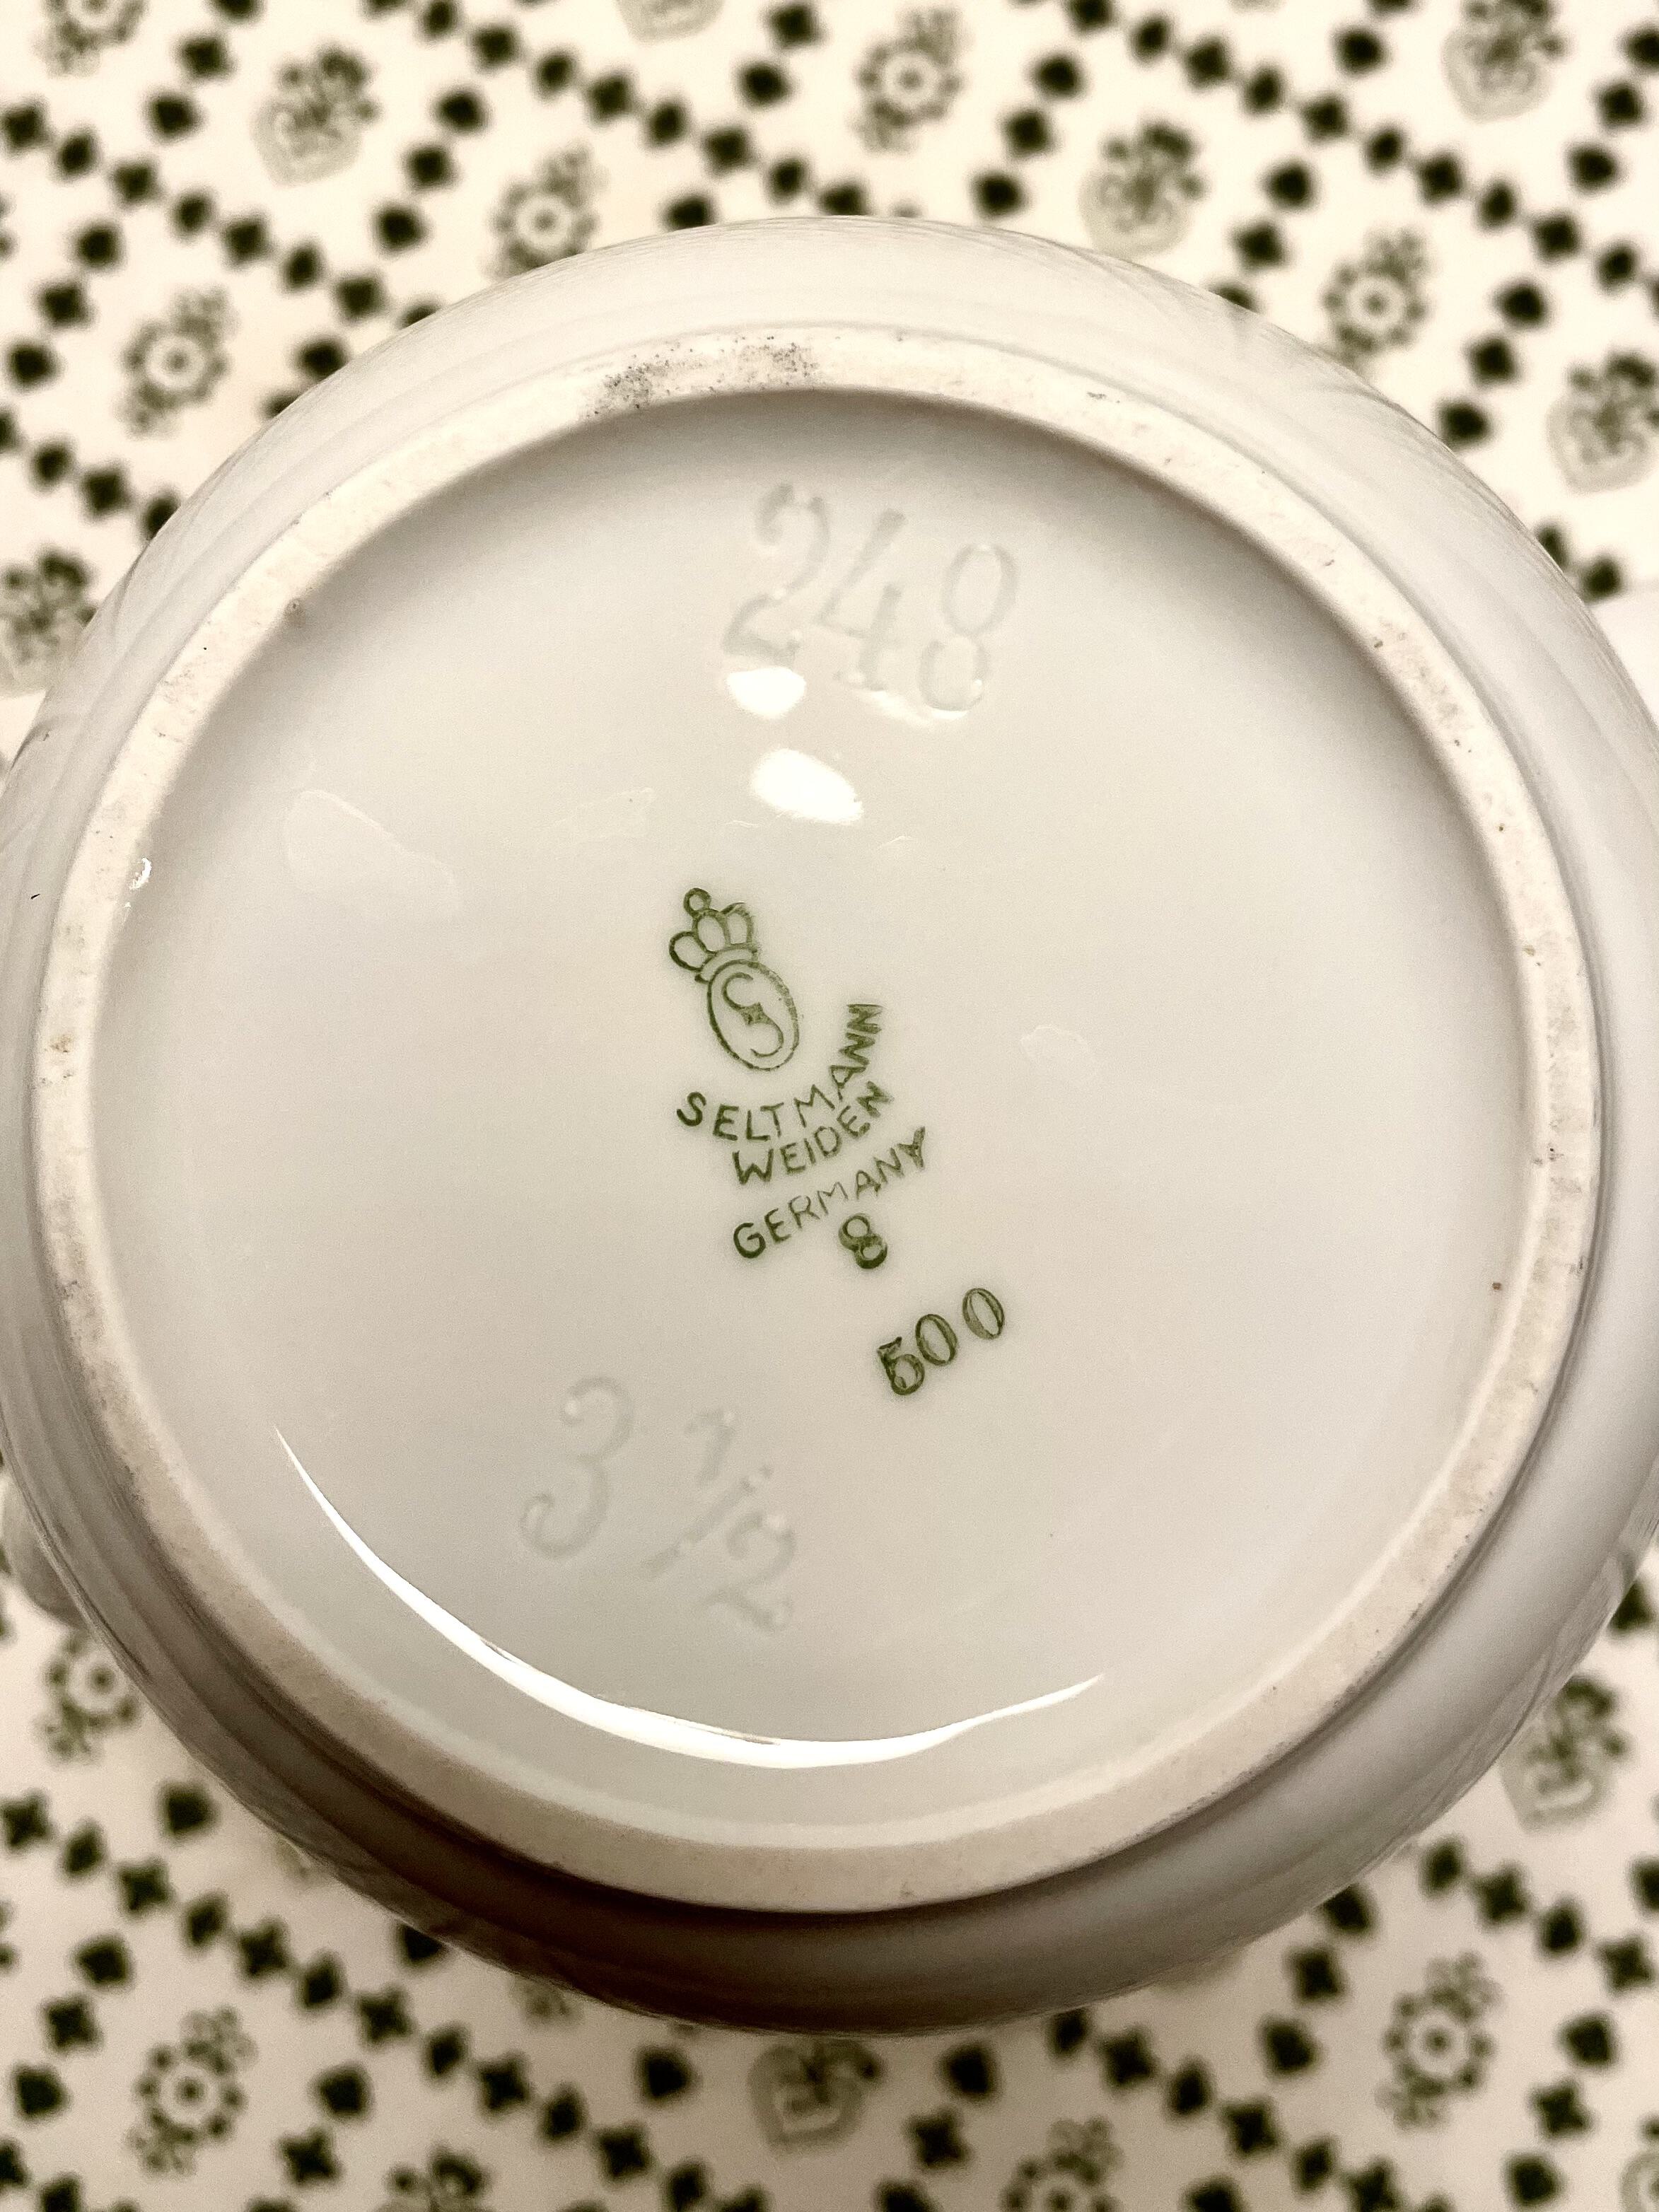 248
S
SELTMANN
WEIDEN
GERMANY
8
500
3 1/2